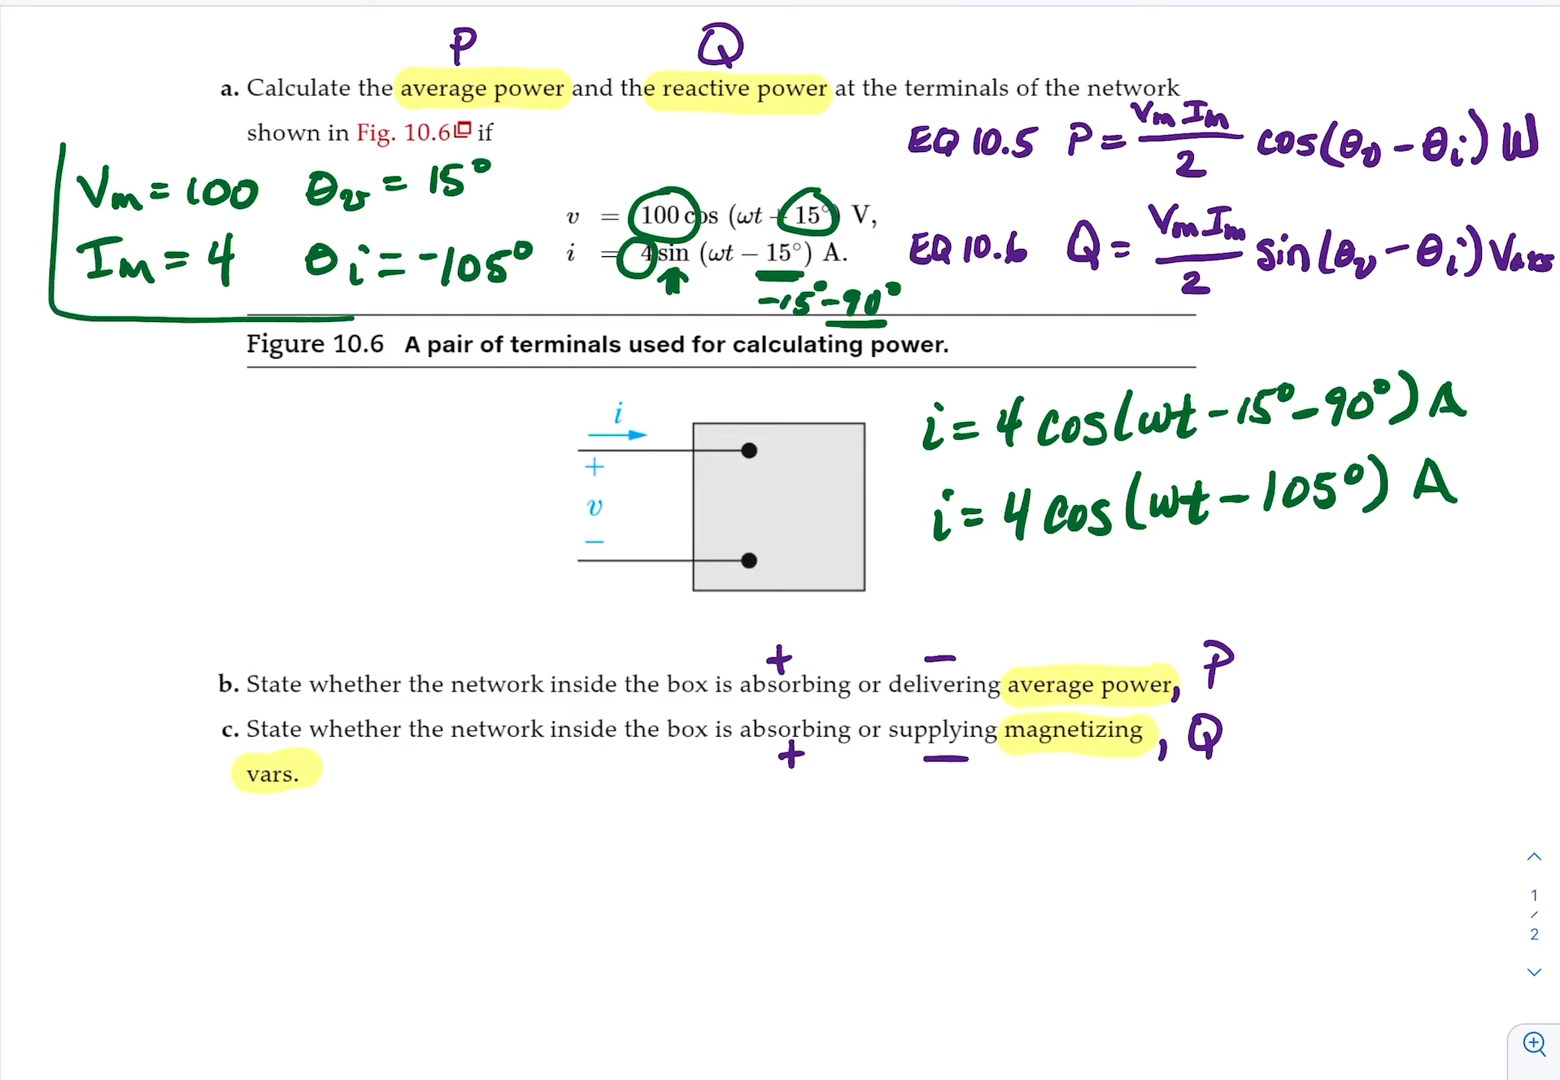 P Q
a. Calculate the average power and the reactive power at the terminals of the network
shown in Fig. 10.6 if
EQ 10.5 P = VmIm/2 cos(θv - θi) W
Vm = 100 θv = 15°
v = 100 cos (ωt + 15°) V,
Im = 4 θi = -105°
i = 4 sin (ωt − 15°) A.
EQ 10.6 Q = VmIm/2 sin(θv - θi) Vars
-15°-90°
Figure 10.6 A pair of terminals used for calculating power.
i = 4 cos(ωt - 15° - 90°) A
i = 4 cos(ωt - 105°) A
i
+
v
−
+ − P
b. State whether the network inside the box is absorbing or delivering average power,
c. State whether the network inside the box is absorbing or supplying magnetizing , Q
+ −
vars.
1
/
2